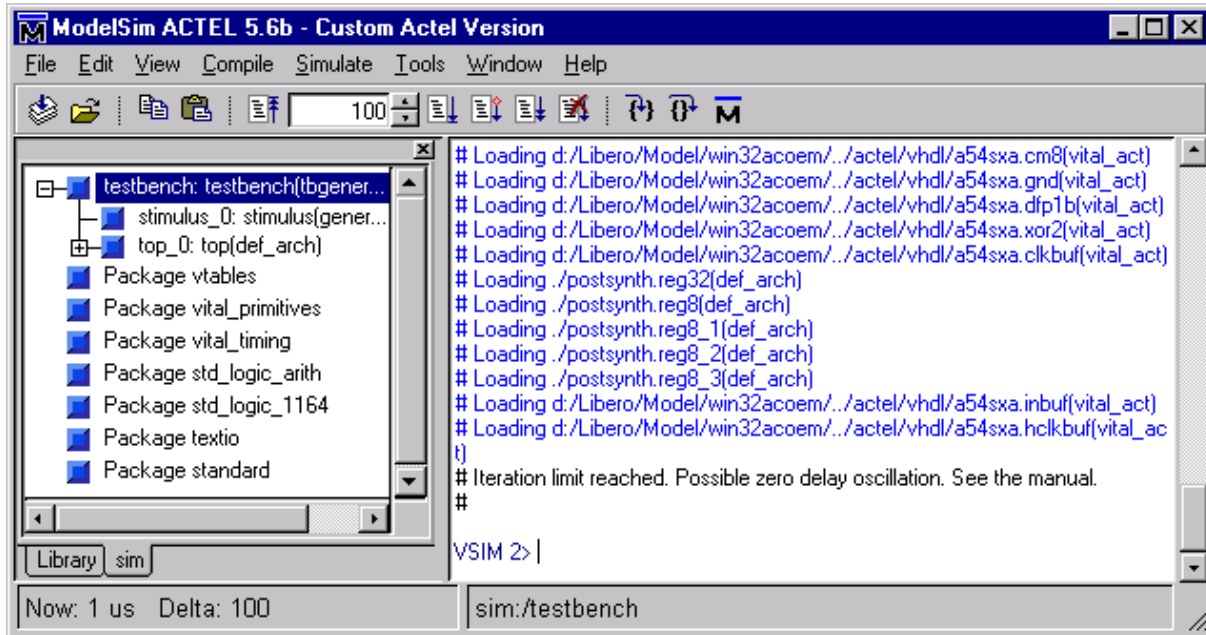 ModelSim ACTEL 5.6b - Custom Actel Version
File Edit View Compile Simulate Tools Window Help
100
testbench: testbench(tbgener...
stimulus_0: stimulus(gener...
top_0: top(def_arch)
Package vtables
Package vital_primitives
Package vital_timing
Package std_logic_arith
Package std_logic_1164
Package textio
Package standard
Library sim
# Loading d:/Libero/Model/win32acoem/../actel/vhdl/a54sxa.cm8(vital_act)
# Loading d:/Libero/Model/win32acoem/../actel/vhdl/a54sxa.gnd(vital_act)
# Loading d:/Libero/Model/win32acoem/../actel/vhdl/a54sxa.dfp1b(vital_act)
# Loading d:/Libero/Model/win32acoem/../actel/vhdl/a54sxa.xor2(vital_act)
# Loading d:/Libero/Model/win32acoem/../actel/vhdl/a54sxa.clkbuf(vital_act)
# Loading ./postsynth.reg32(def_arch)
# Loading ./postsynth.reg8(def_arch)
# Loading ./postsynth.reg8_1(def_arch)
# Loading ./postsynth.reg8_2(def_arch)
# Loading ./postsynth.reg8_3(def_arch)
# Loading d:/Libero/Model/win32acoem/../actel/vhdl/a54sxa.inbuf(vital_act)
# Loading d:/Libero/Model/win32acoem/../actel/vhdl/a54sxa.hclkbuf(vital_ac
t)
# Iteration limit reached. Possible zero delay oscillation. See the manual.
#
VSIM 2>
Now: 1 us Delta: 100
sim:/testbench